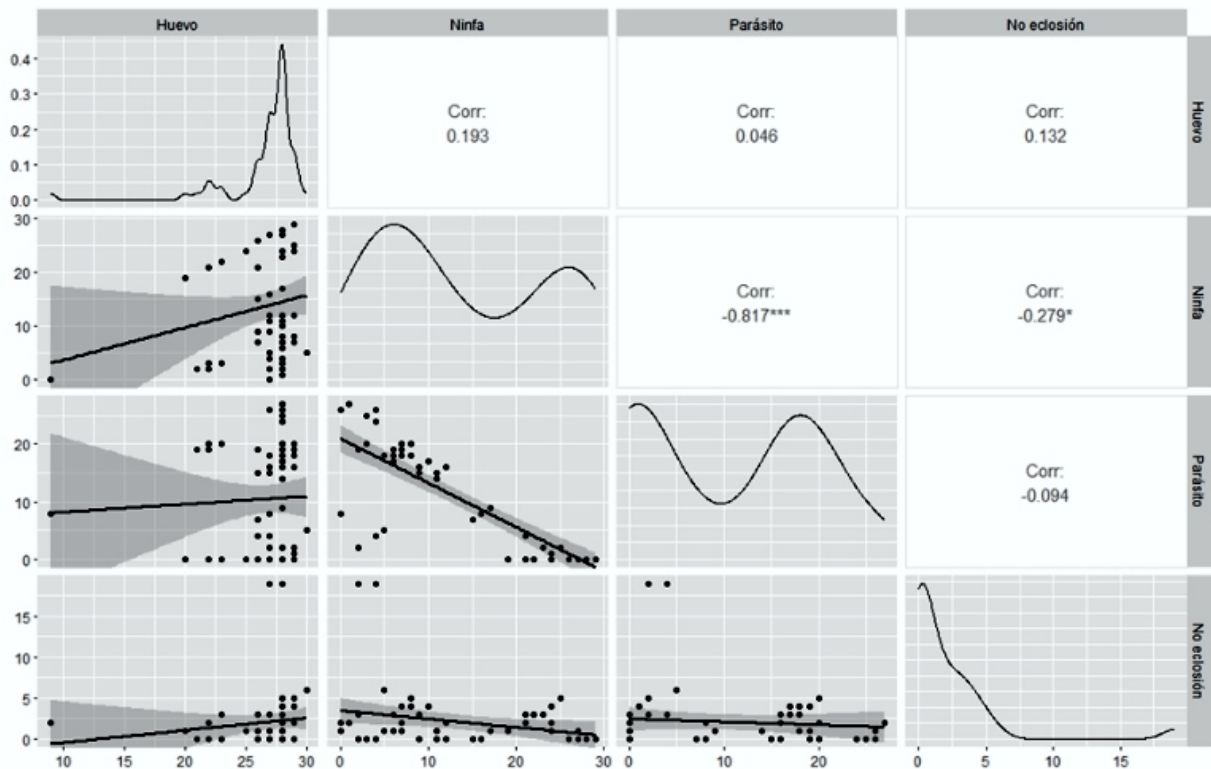 Huevo Ninfa Parásito No eclosión
0.4
0.3
0.2
0.1
0.0
Corr:
0.193
Corr:
0.046
Corr:
0.132
Huevo
30
20
10
0
Corr:
-0.817***
Corr:
-0.279*
Ninfa
20
10
0
Corr:
-0.094
Parásito
15
10
5
0
No eclosión
10 15 20 25 30 0 10 20 30 0 10 20 0 5 10 15